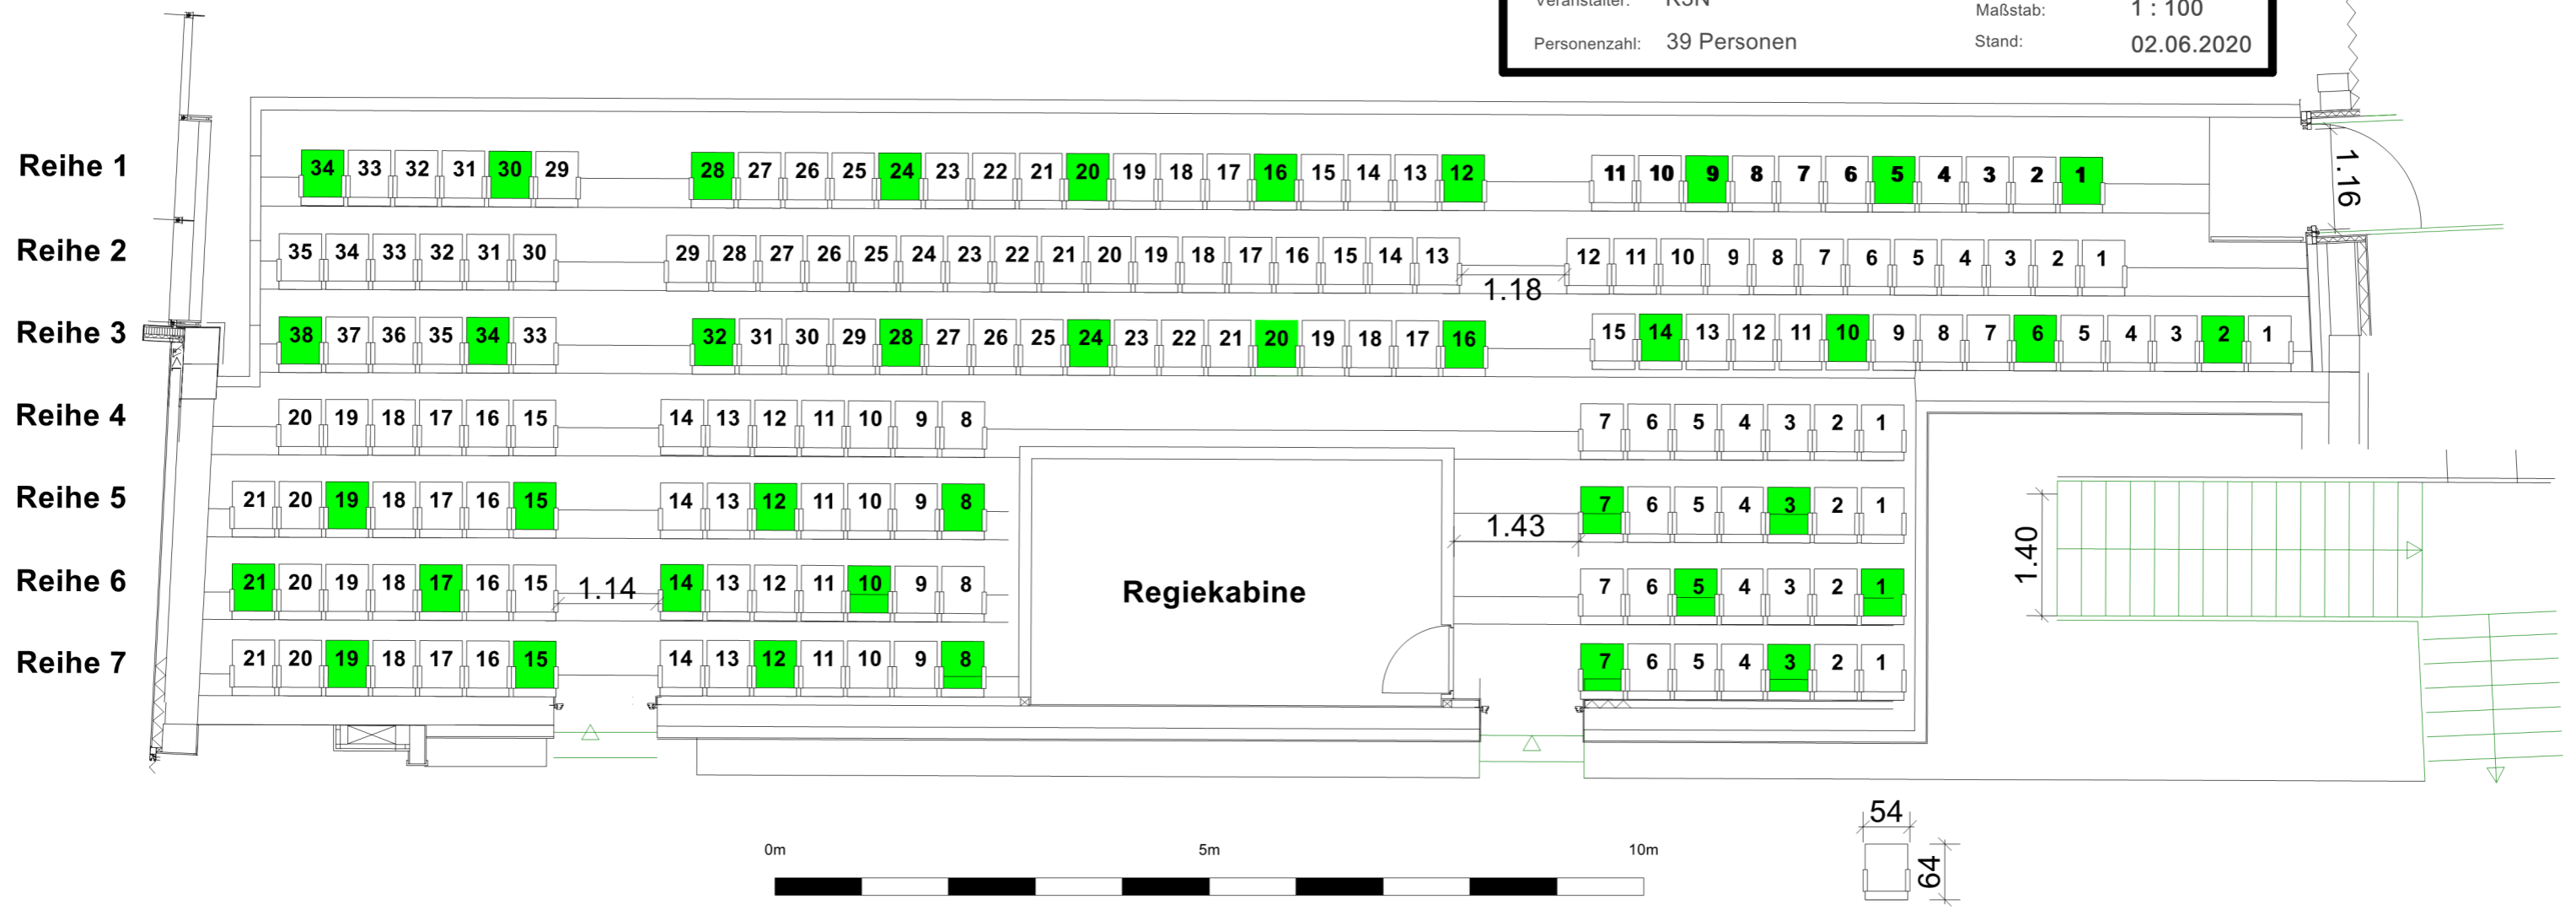 Maßstab: 1 : 100
Personenzahl: 39 Personen Stand: 02.06.2020
Reihe 1 34 33 32 31 30 29 28 27 26 25 24 23 22 21 20 19 18 17 16 15 14 13 12 11 10 9 8 7 6 5 4 3 2 1
1.16
Reihe 2 35 34 33 32 31 30 29 28 27 26 25 24 23 22 21 20 19 18 17 16 15 14 13 12 11 10 9 8 7 6 5 4 3 2 1
1.18
Reihe 3 38 37 36 35 34 33 32 31 30 29 28 27 26 25 24 23 22 21 20 19 18 17 16 15 14 13 12 11 10 9 8 7 6 5 4 3 2 1
Reihe 4 20 19 18 17 16 15 14 13 12 11 10 9 8 7 6 5 4 3 2 1
Reihe 5 21 20 19 18 17 16 15 14 13 12 11 10 9 8 7 6 5 4 3 2 1
1.43
1.40
Reihe 6 21 20 19 18 17 16 15 14 13 12 11 10 9 8 7 6 5 4 3 2 1
1.14
Regiekabine
Reihe 7 21 20 19 18 17 16 15 14 13 12 11 10 9 8 7 6 5 4 3 2 1
54
64
0m 5m 10m